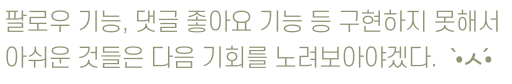 팔로우 기능, 댓글 좋아요 기능 등 구현하지 못해서
아쉬운 것들은 다음 기회를 노려보아야겠다. `•ㅅ•´